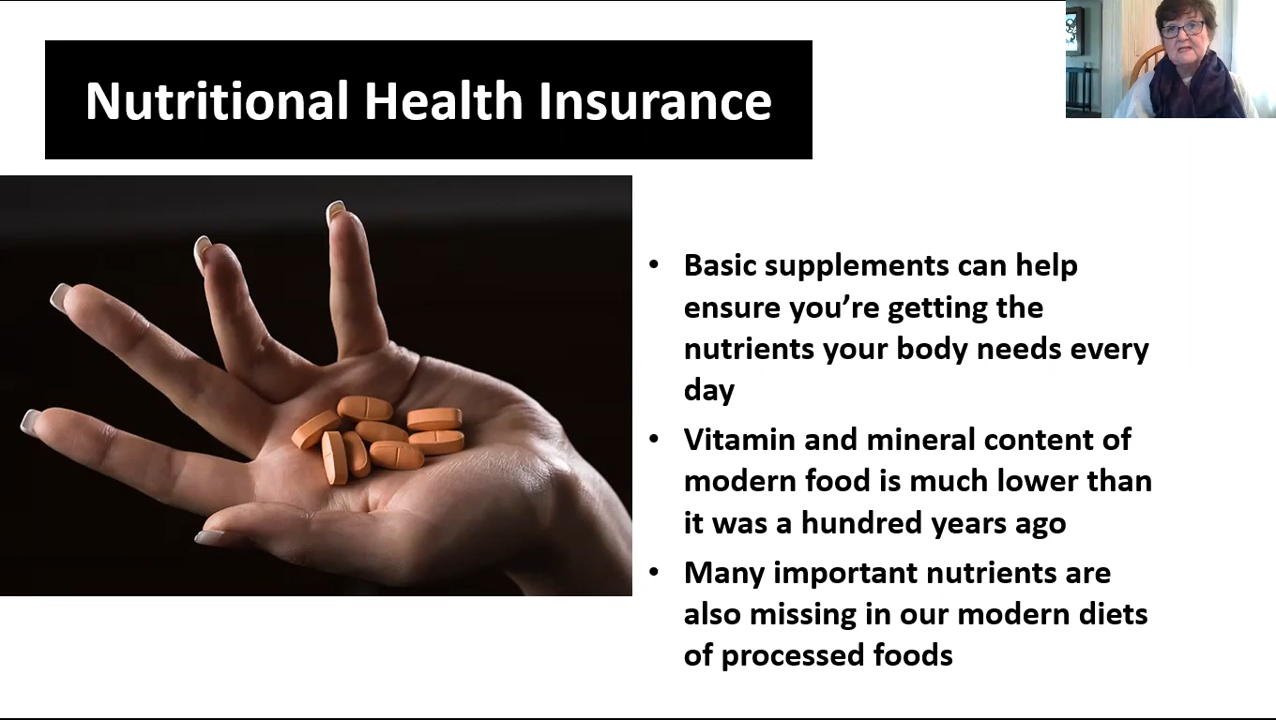 Nutritional Health Insurance
• Basic supplements can help
ensure you’re getting the
nutrients your body needs every
day
• Vitamin and mineral content of
modern food is much lower than
it was a hundred years ago
• Many important nutrients are
also missing in our modern diets
of processed foods